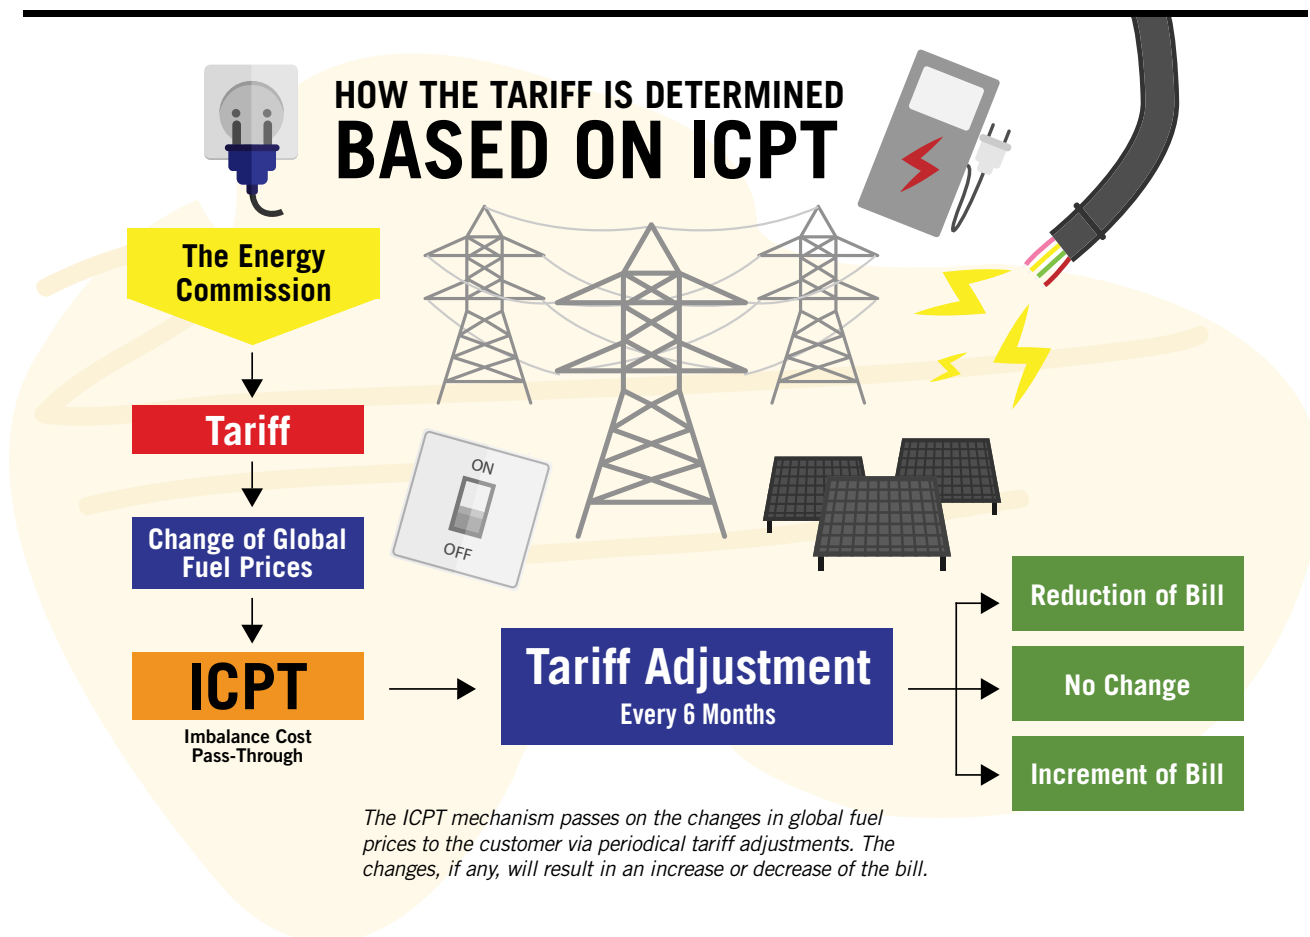 HOW THE TARIFF IS DETERMINED
BASED ON ICPT
The Energy
Commission
Tariff
Change of Global
Fuel Prices
ICPT
Imbalance Cost
Pass-Through
ON
OFF
Tariff Adjustment
Every 6 Months
Reduction of Bill
No Change
Increment of Bill
The ICPT mechanism passes on the changes in global fuel
prices to the customer via periodical tariff adjustments. The
changes, if any, will result in an increase or decrease of the bill.